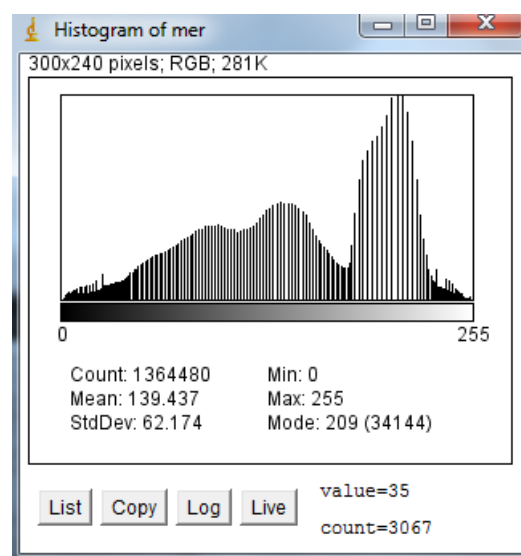 Histogram of mer
300x240 pixels; RGB; 281K
0 255
Count: 1364480 Min: 0
Mean: 139.437 Max: 255
StdDev: 62.174 Mode: 209 (34144)
List Copy Log Live value=35
count=3067